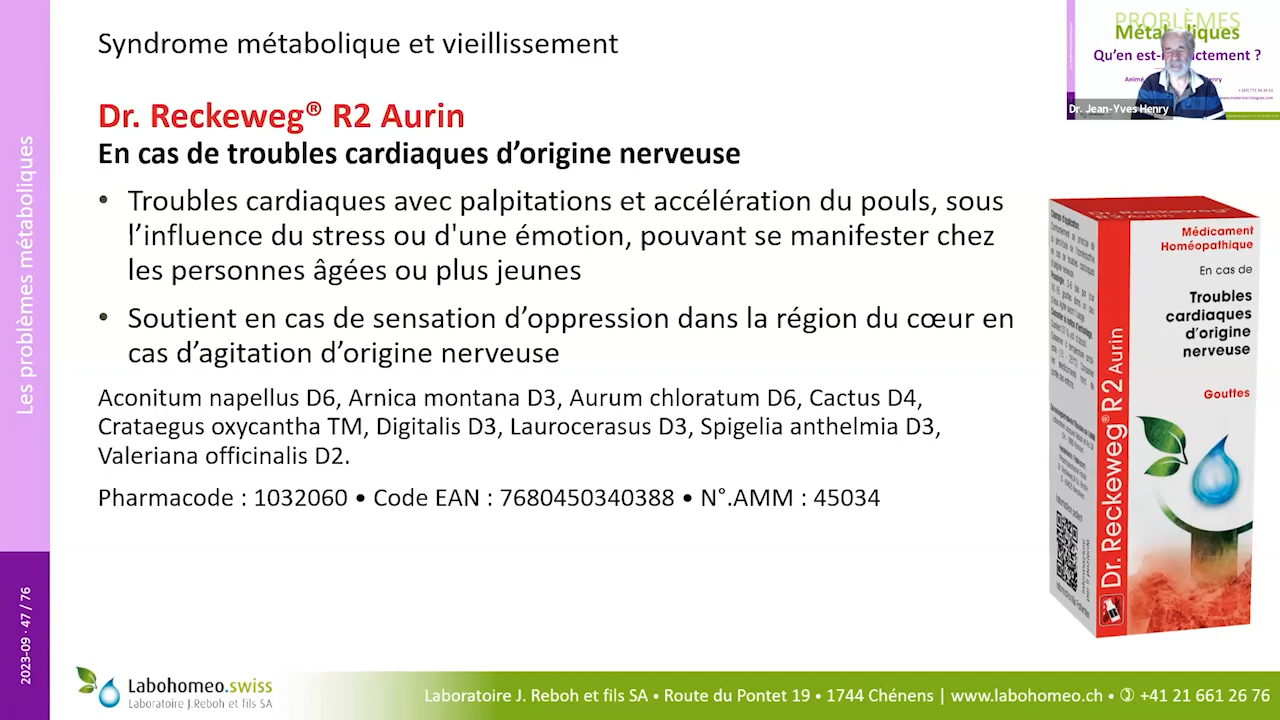 Syndrome métabolique et vieillissement
Dr. Reckeweg® R2 Aurin
En cas de troubles cardiaques d’origine nerveuse
• Troubles cardiaques avec palpitations et accélération du pouls, sous
l’influence du stress ou d'une émotion, pouvant se manifester chez
les personnes âgées ou plus jeunes
• Soutient en cas de sensation d’oppression dans la région du cœur en
cas d’agitation d’origine nerveuse
Aconitum napellus D6, Arnica montana D3, Aurum chloratum D6, Cactus D4,
Crataegus oxycantha TM, Digitalis D3, Laurocerasus D3, Spigelia anthelmia D3,
Valeriana officinalis D2.
Pharmacode : 1032060 • Code EAN : 7680450340388 • N°.AMM : 45034
Les problèmes métaboliques
2023-09 · 47 / 76
PROBLÈMES
Métaboliques
Qu’en est-
ctement ?
Dr. Jean-Yves Henry
Dr. Reckeweg®
R2 Aurin
Médicament
Homéopathique
En cas de
Troubles
cardiaques
d’origine
nerveuse
Gouttes
Dr. Reckeweg® R2 Aurin
Labohomeo.swiss
Laboratoire J.Reboh et fils SA
Laboratoire J. Reboh et fils SA • Route du Pontet 19 • 1744 Chénens | www.labohomeo.ch • ✆ +41 21 661 26 76